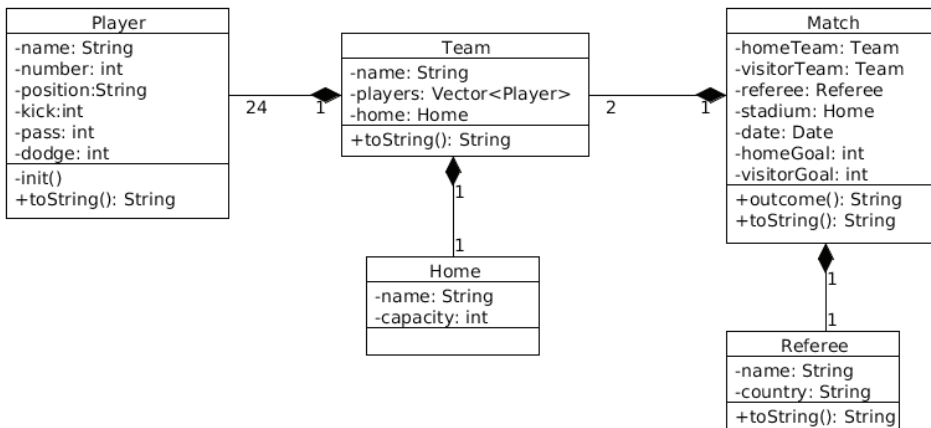 Player
-name: String
-number: int
-position:String
-kick:int
-pass: int
-dodge: int
-init()
+toString(): String
24
1
Team
-name: String
-players: Vector<Player>
-home: Home
+toString(): String
1
1
Home
-name: String
-capacity: int
2
1
Match
-homeTeam: Team
-visitorTeam: Team
-referee: Referee
-stadium: Home
-date: Date
-homeGoal: int
-visitorGoal: int
+outcome(): String
+toString(): String
1
1
Referee
-name: String
-country: String
+toString(): String